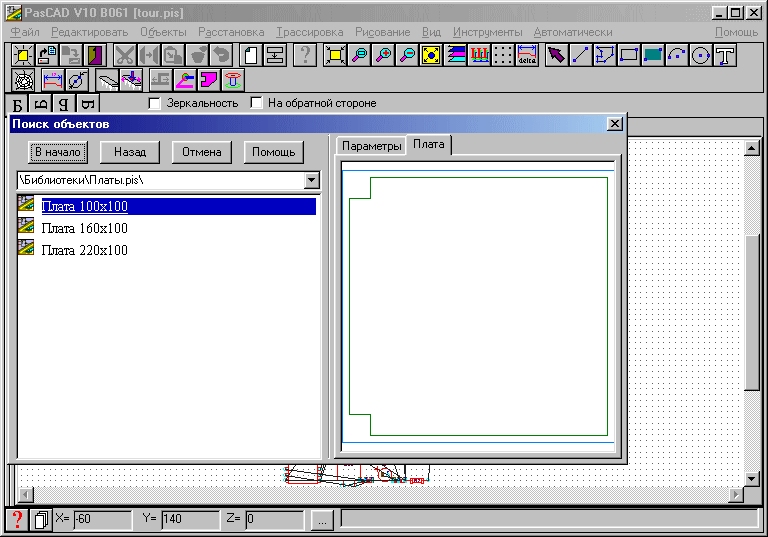 PasCAD V10 B061 [tour.pis]
Файл Редактировать Объекты Расстановка Трассировка Рисование Вид Инструменты Автоматически Помощь
delta
Б Б Б Б
Зеркальность На обратной стороне
Поиск объектов
В начало Назад Отмена Помощь
Параметры Плата
\Библиотеки\Платы.pis\
Плата 100x100
Плата 160x100
Плата 220x100
X= -60 Y= 140 Z= 0 ...